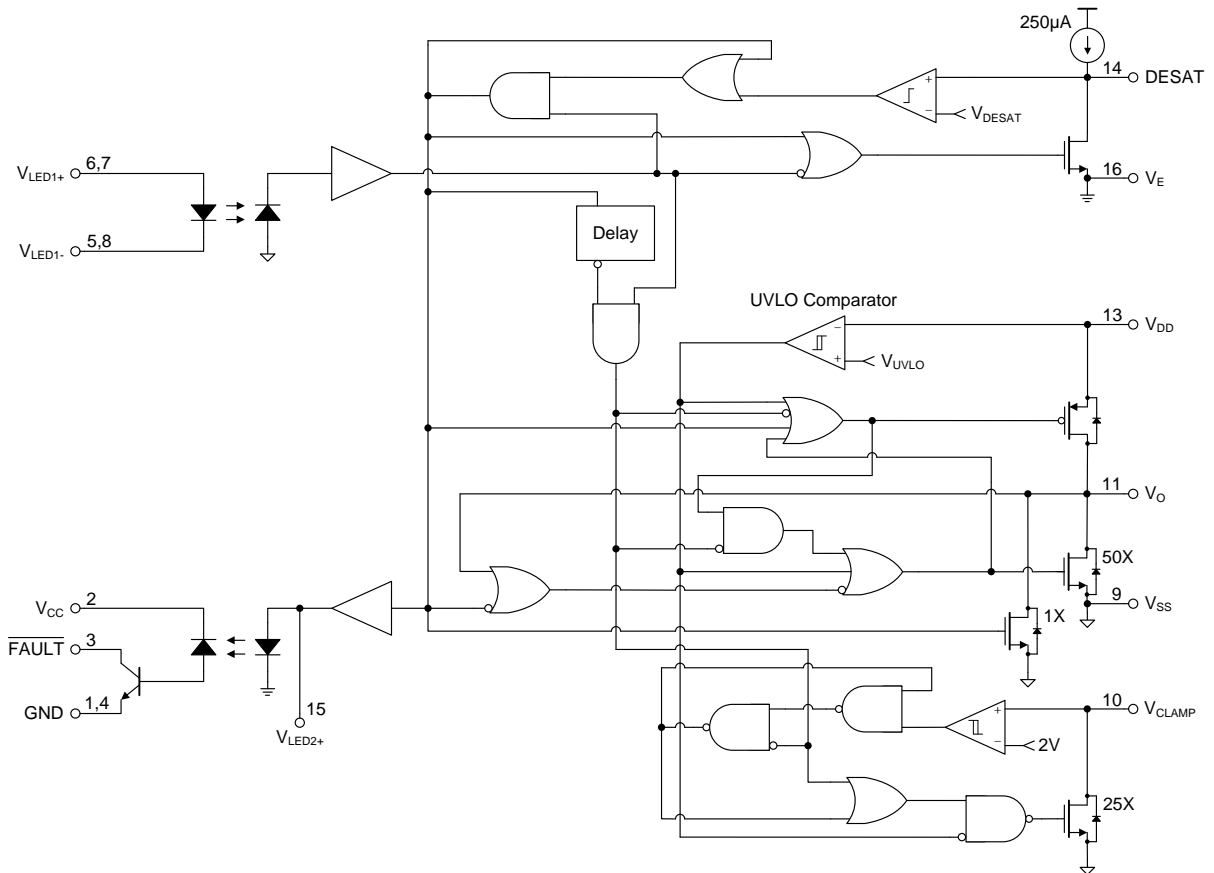 250µA
14 DESAT
VDESAT
VLED1+ 6,7
16 VE
Delay
VLED1- 5,8
UVLO Comparator
13 VDD
VUVLO
11 VO
50X
9 VSS
VCC 2
1X
FAULT 3
GND 1,4
15
VLED2+
10 VCLAMP
2V
25X